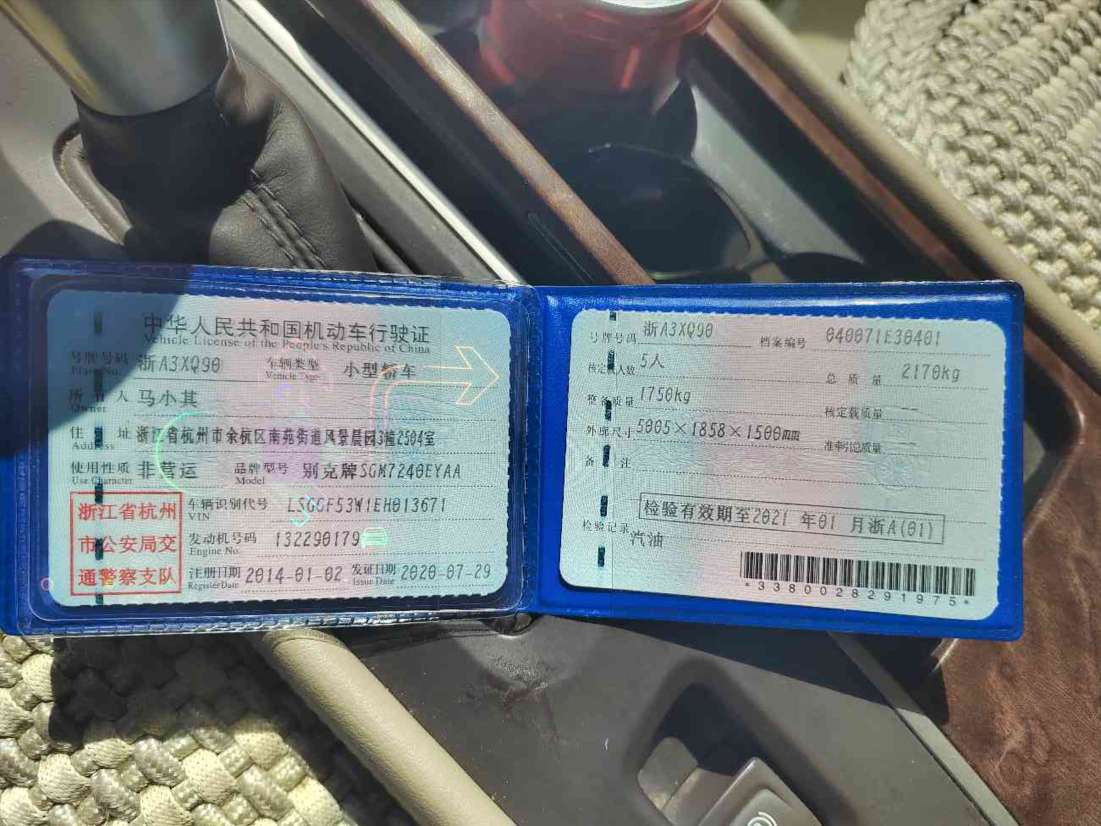 中华人民共和国机动车行驶证
Vehicle License of the People's Republic of China
号牌号码 浙A3XQ90 车辆类型 小型轿车
Plate No. Vehicle Type
所有人 马小其
Owner
住 址 浙江省杭州市余杭区南苑街道风景晨园3幢2504室
Address
使用性质 非营运 品牌型号 别克牌SGM7240EYAA
Use Character Model
浙江省杭州
市公安局交
通警察支队
车辆识别代号 LSGGF53W1EH013671
VIN
发动机号码 132290179
Engine No.
注册日期 2014-01-02 发证日期 2020-07-29
Register Date Issue Date
号牌号码 浙A3XQ90 档案编号 040071E30401
核定载人数 5人 总 质 量 2170kg
整备质量 1750kg 核定载质量
外廓尺寸 5005×1858×1500mm 准牵引总质量
备 注
检验有效期至2021 年01 月浙A(01)
检验记录
汽油
*3380028291975*